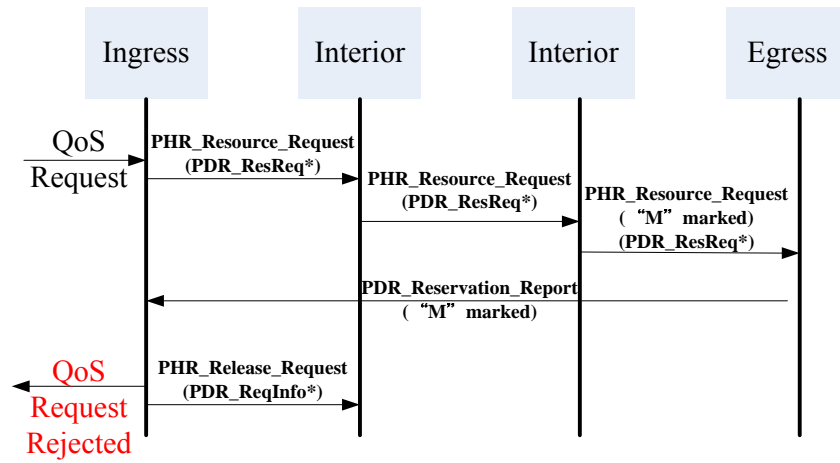 Ingress
Interior
Interior
Egress
QoS
Request
PHR_Resource_Request
(PDR_ResReq*)
PHR_Resource_Request
(PDR_ResReq*)
PHR_Resource_Request
(“M”marked)
(PDR_ResReq*)
PDR_Reservation_Report
(“M”marked)
QoS
Request
Rejected
PHR_Release_Request
(PDR_ReqInfo*)